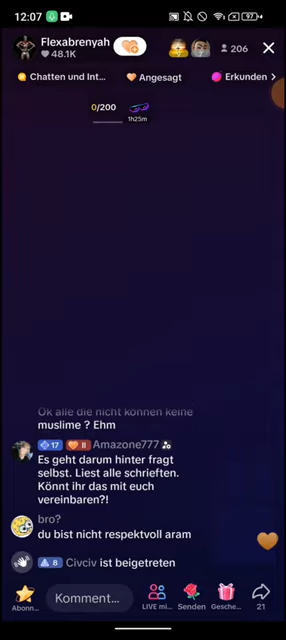 12:07
97
Flexabrenyah
48.1K
206
Chatten und Int...
Angesagt
Erkunden
0/200
1h25m
Ok alle die nicht können keine
muslime ? Ehm
17 II Amazone777
Es geht darum hinter fragt
selbst. Liest alle schrieften.
Könnt ihr das mit euch
vereinbaren?!
bro?
du bist nicht respektvoll aram
8 Civciv ist beigetreten
Abonn...
Komment...
LIVE mi...
Senden
Gesche...
21